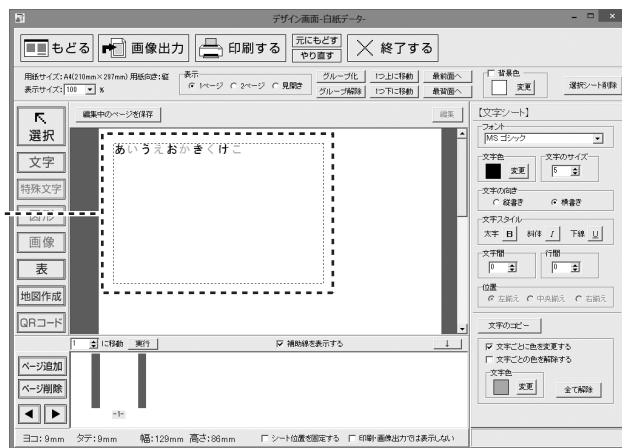 デザイン画面-白紙データ-
もどる 画像出力 印刷する 元にもどす やり直す 終了する
用紙サイズ:A4(210mm×297mm) 用紙向き:縦
表示サイズ: 100 %
表示
1ページ 2ページ 見開き
グループ化 1つ上に移動 最前面へ
グループ解除 1つ下に移動 最背面へ
背景色
変更
選択シート削除
選択
文字
特殊文字
図形
画像
表
地図作成
QRコード
編集中のページを保存 編集
あいうえおかきくけこ
1 に移動 実行 補助線を表示する ↓
ページ追加
ページ削除
-1-
【文字シート】
フォント
MS ゴシック
文字色 文字のサイズ
変更 5
文字の向き
縦書き 横書き
文字スタイル
太字 B 斜体 I 下線 U
文字間 行間
0 0
位置
左揃え 中央揃え 右揃え
文字のコピー
文字ごとに色を変更する
文字ごとの色を解除する
文字色
変更 全て解除
ヨコ:9mm タテ:9mm 幅:129mm 高さ:86mm シート位置を固定する 印刷・画像出力では表示しない